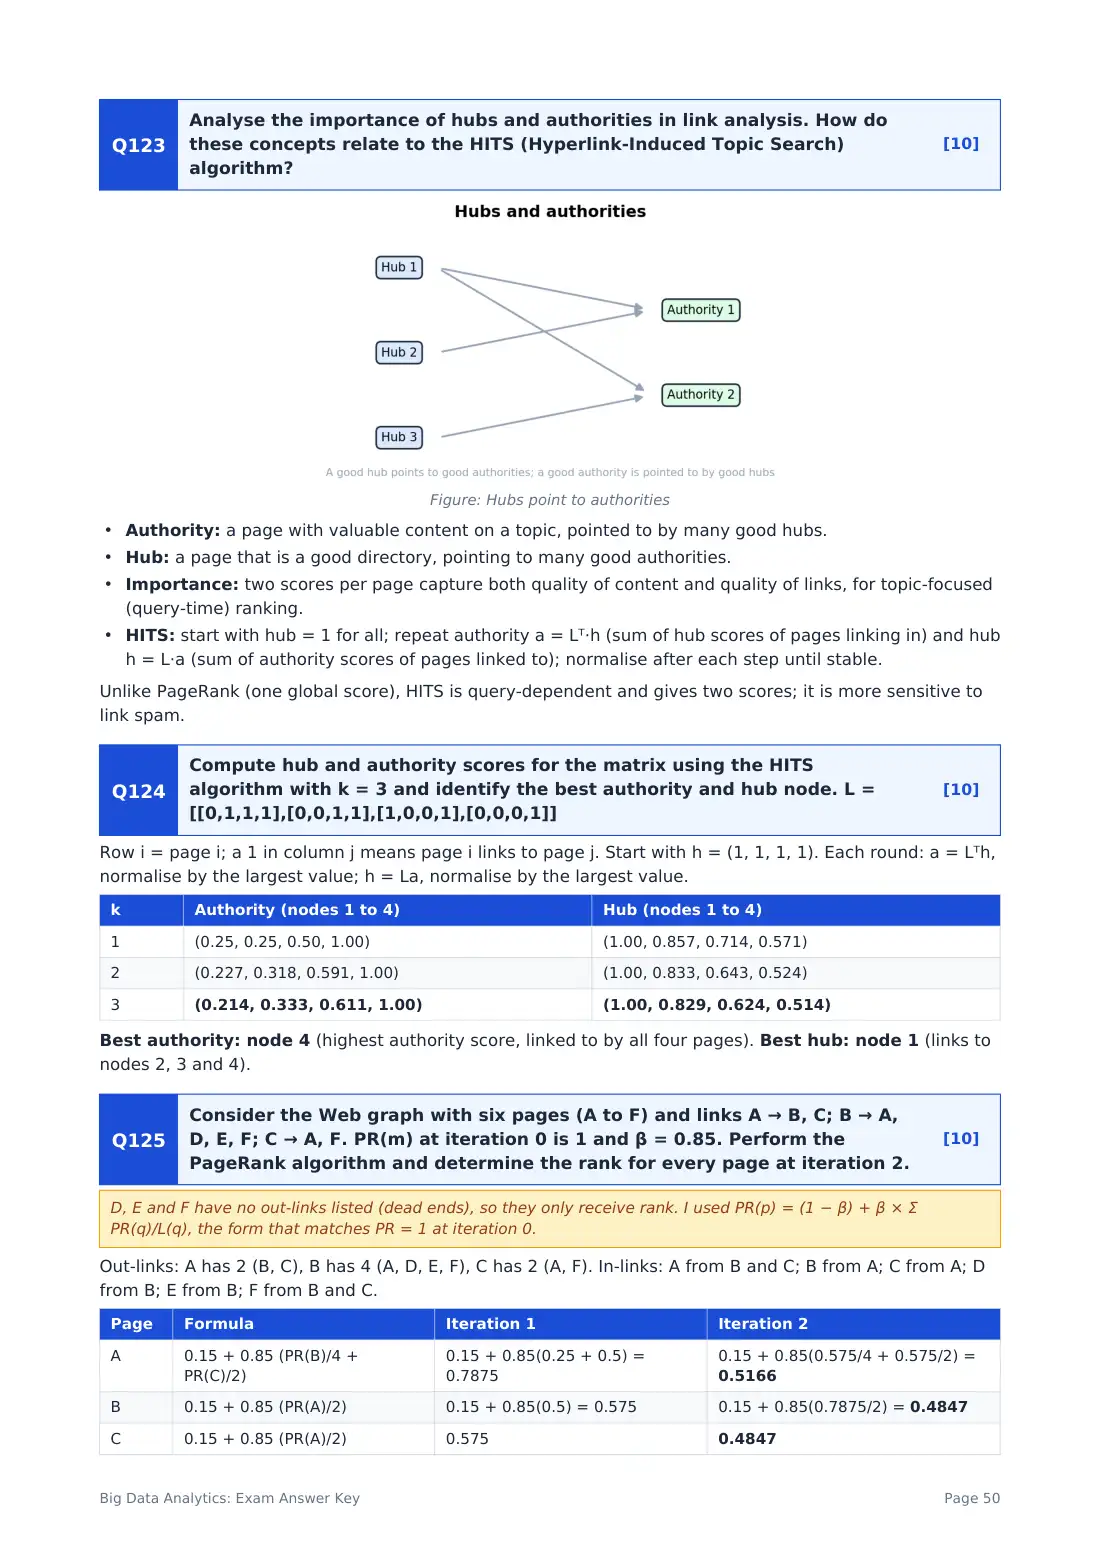 Q123
Analyse the importance of hubs and authorities in link analysis. How do
these concepts relate to the HITS (Hyperlink-Induced Topic Search)
algorithm?
[10]
Hubs and authorities
Hub 1
Authority 1
Hub 2
Authority 2
Hub 3
A good hub points to good authorities; a good authority is pointed to by good hubs
Figure: Hubs point to authorities
• Authority: a page with valuable content on a topic, pointed to by many good hubs.
• Hub: a page that is a good directory, pointing to many good authorities.
• Importance: two scores per page capture both quality of content and quality of links, for topic-focused
(query-time) ranking.
• HITS: start with hub = 1 for all; repeat authority a = Lᵀ·h (sum of hub scores of pages linking in) and hub
h = L·a (sum of authority scores of pages linked to); normalise after each step until stable.
Unlike PageRank (one global score), HITS is query-dependent and gives two scores; it is more sensitive to
link spam.
Q124
Compute hub and authority scores for the matrix using the HITS
algorithm with k = 3 and identify the best authority and hub node. L =
[[0,1,1,1],[0,0,1,1],[1,0,0,1],[0,0,0,1]]
[10]
Row i = page i; a 1 in column j means page i links to page j. Start with h = (1, 1, 1, 1). Each round: a = Lᵀh,
normalise by the largest value; h = La, normalise by the largest value.
k Authority (nodes 1 to 4) Hub (nodes 1 to 4)
1 (0.25, 0.25, 0.50, 1.00) (1.00, 0.857, 0.714, 0.571)
2 (0.227, 0.318, 0.591, 1.00) (1.00, 0.833, 0.643, 0.524)
3 (0.214, 0.333, 0.611, 1.00) (1.00, 0.829, 0.624, 0.514)
Best authority: node 4 (highest authority score, linked to by all four pages). Best hub: node 1 (links to
nodes 2, 3 and 4).
Q125
Consider the Web graph with six pages (A to F) and links A → B, C; B → A,
D, E, F; C → A, F. PR(m) at iteration 0 is 1 and β = 0.85. Perform the
PageRank algorithm and determine the rank for every page at iteration 2.
[10]
D, E and F have no out-links listed (dead ends), so they only receive rank. I used PR(p) = (1 − β) + β × Σ
PR(q)/L(q), the form that matches PR = 1 at iteration 0.
Out-links: A has 2 (B, C), B has 4 (A, D, E, F), C has 2 (A, F). In-links: A from B and C; B from A; C from A; D
from B; E from B; F from B and C.
Page Formula Iteration 1 Iteration 2
A 0.15 + 0.85 (PR(B)/4 + 0.15 + 0.85(0.25 + 0.5) = 0.15 + 0.85(0.575/4 + 0.575/2) =
PR(C)/2) 0.7875 0.5166
B 0.15 + 0.85 (PR(A)/2) 0.15 + 0.85(0.5) = 0.575 0.15 + 0.85(0.7875/2) = 0.4847
C 0.15 + 0.85 (PR(A)/2) 0.575 0.4847
Big Data Analytics: Exam Answer Key Page 50